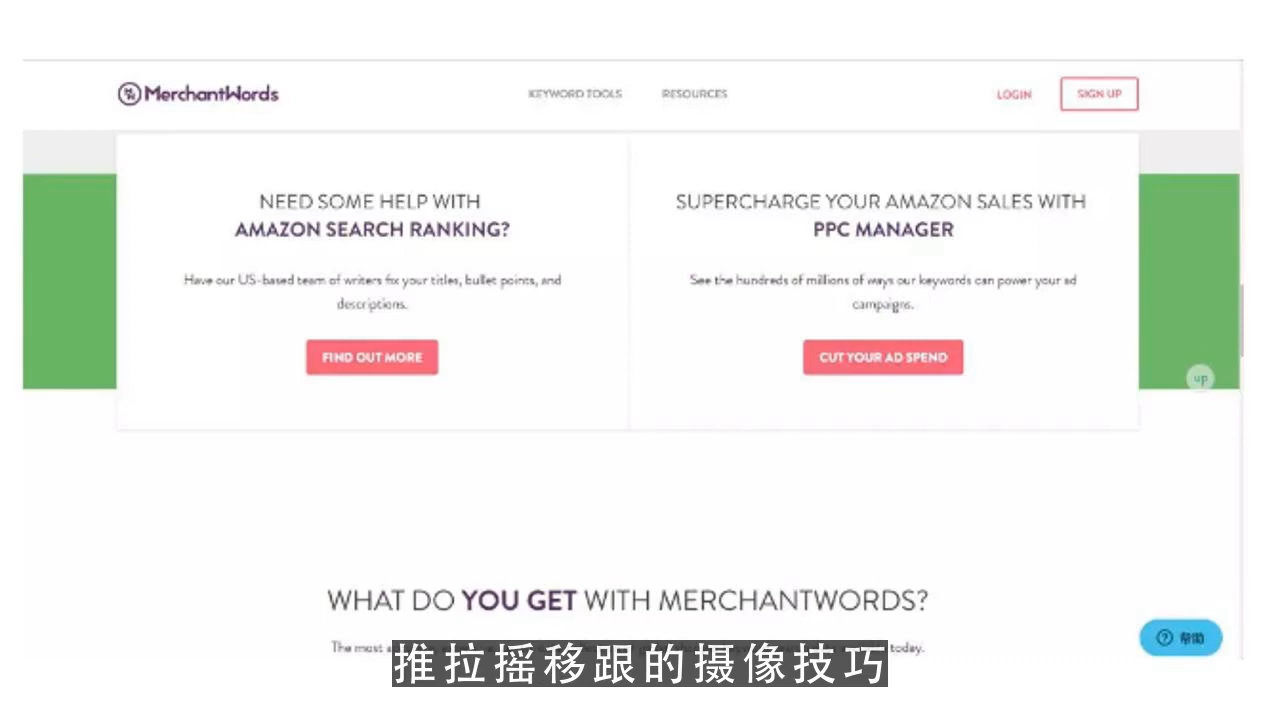 MerchantWords
KEYWORD TOOLS
RESOURCES
LOGIN
SIGN UP
NEED SOME HELP WITH
AMAZON SEARCH RANKING?
Have our US-based team of writers fix your titles, bullet points, and
descriptions.
FIND OUT MORE
SUPERCHARGE YOUR AMAZON SALES WITH
PPC MANAGER
See the hundreds of millions of ways our keywords can power your ad
campaigns.
CUT YOUR AD SPEND
up
WHAT DO YOU GET WITH MERCHANTWORDS?
帮助
The most today.
推拉摇移跟的摄像技巧